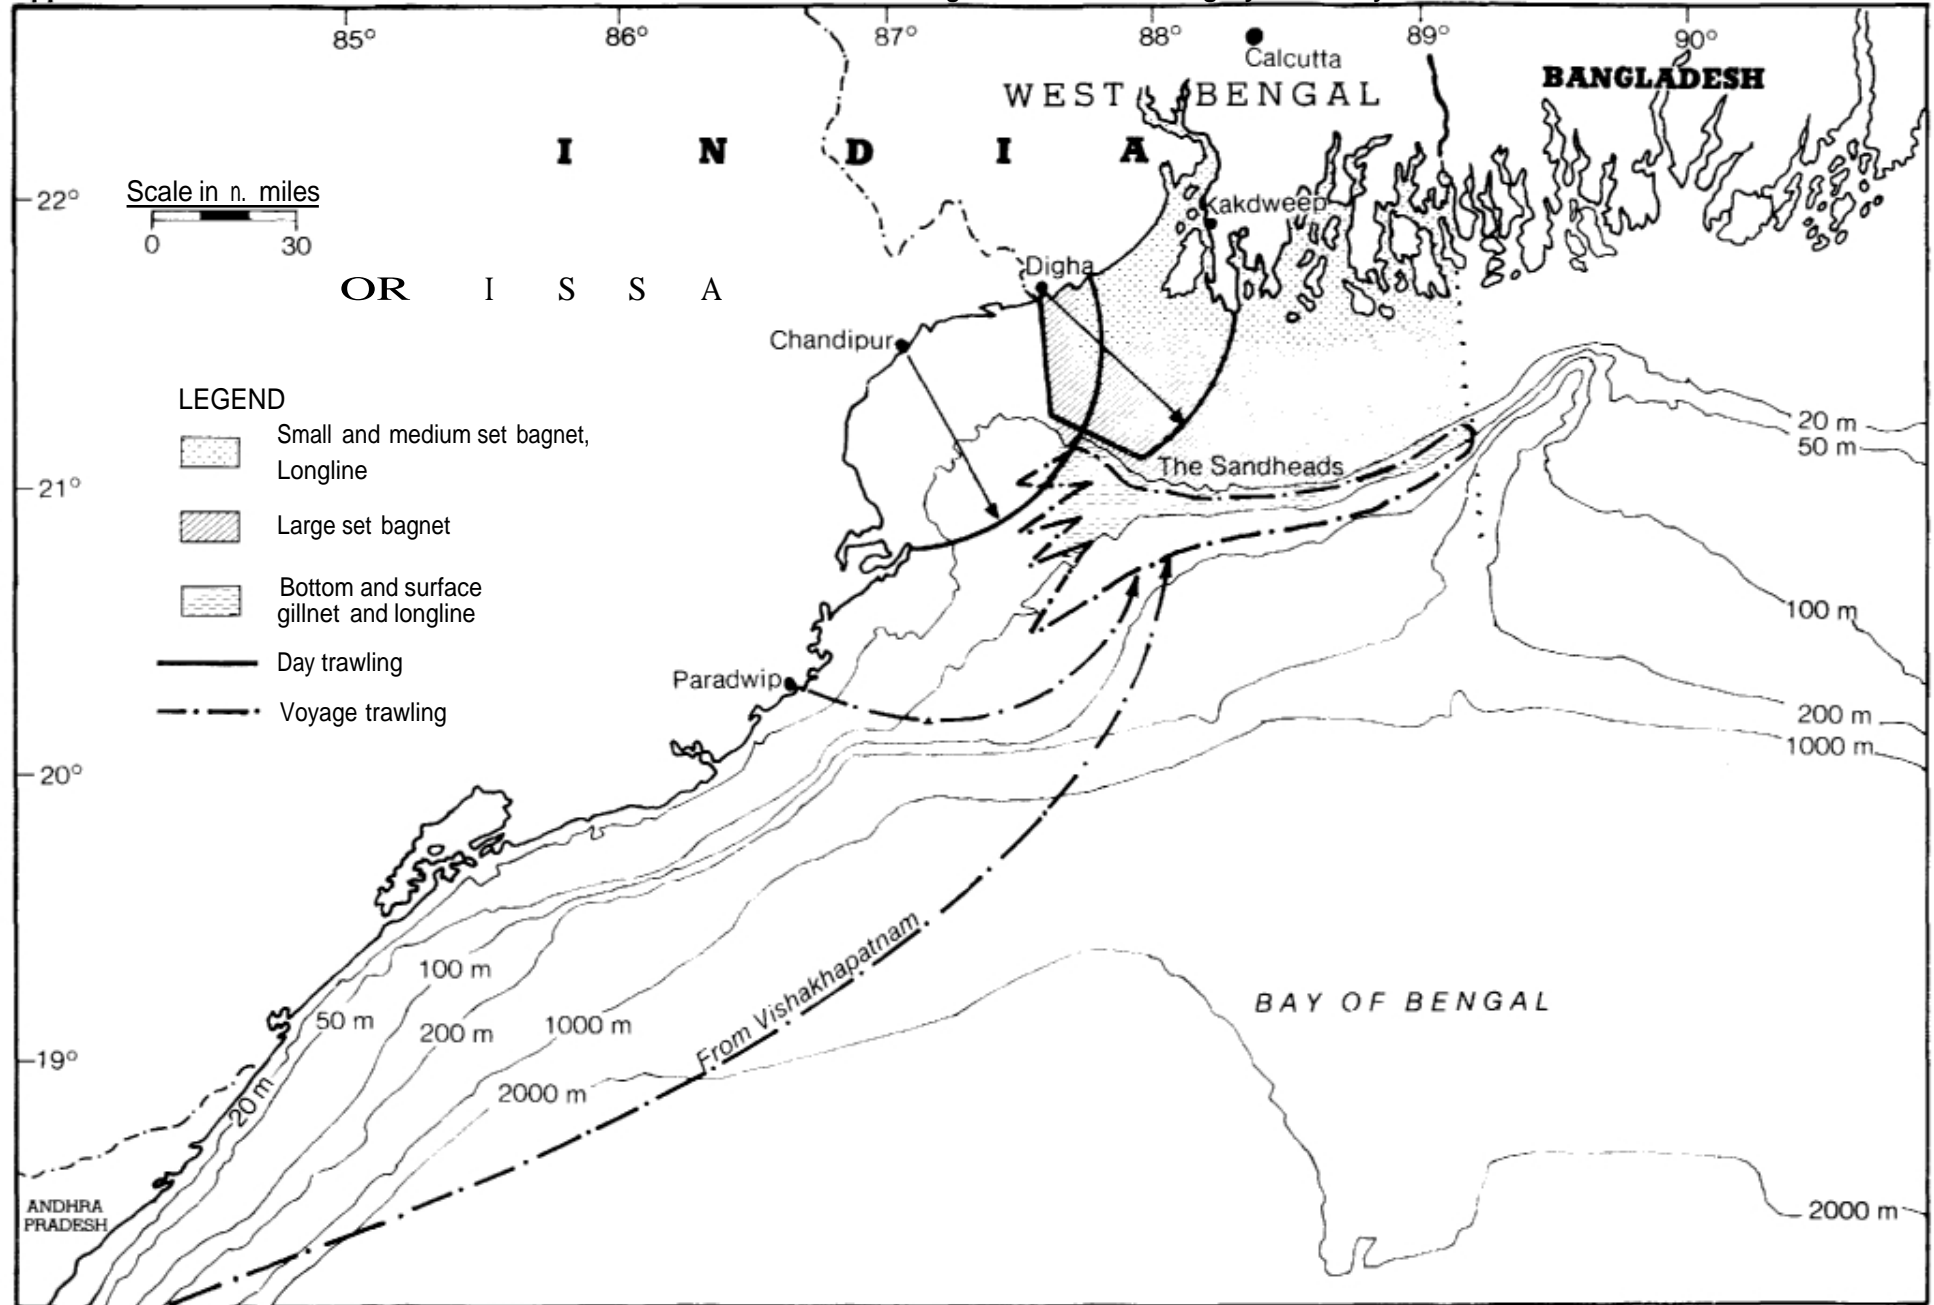 85°
86°
87°
88°
89°
90°
Calcutta
WEST BENGAL
BANGLADESH
I N D I A
Scale in n. miles
0 30
22°
Kakdweep
Digha
OR I S S A
Chandipur
LEGEND
Small and medium set bagnet,
Longline
Large set bagnet
Bottom and surface
gillnet and longline
Day trawling
Voyage trawling
20 m
50 m
The Sandheads
21°
100 m
Paradwip
200 m
1000 m
20°
From Vishakhapatnam
100 m
50 m
200 m
1000 m
BAY OF BENGAL
19°
20 m
2000 m
ANDHRA
PRADESH
2000 m